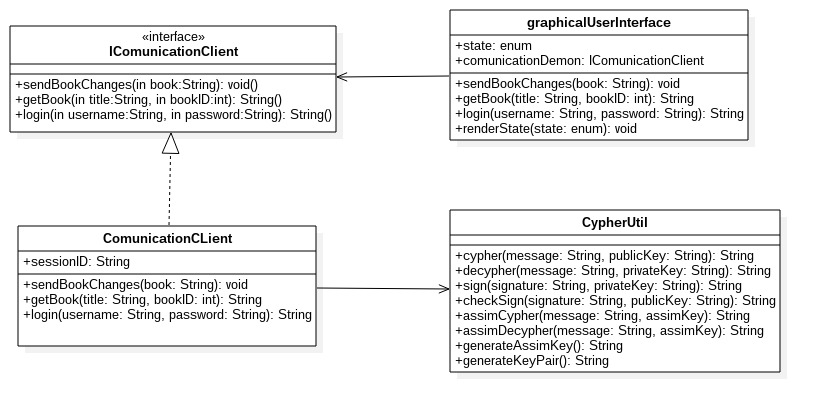 «interface»
IComunicationClient
+sendBookChanges(in book:String): void()
+getBook(in title:String, in bookID:int): String()
+login(in username:String, in password:String): String()
graphicalUserInterface
+state: enum
+comunicationDemon: IComunicationClient
+sendBookChanges(book: String): void
+getBook(title: String, bookID: int): String
+login(username: String, password: String): String
+renderState(state: enum): void
ComunicationCLient
+sessionID: String
+sendBookChanges(book: String): void
+getBook(title: String, bookID: int): String
+login(username: String, password: String): String
CypherUtil
+cypher(message: String, publicKey: String): String
+decypher(message: String, privateKey: String): String
+sign(signature: String, privateKey: String): String
+checkSign(signature: String, publicKey: String): String
+assimCypher(message: String, assimKey): String
+assimDecypher(message: String, assimKey): String
+generateAssimKey(): String
+generateKeyPair(): String